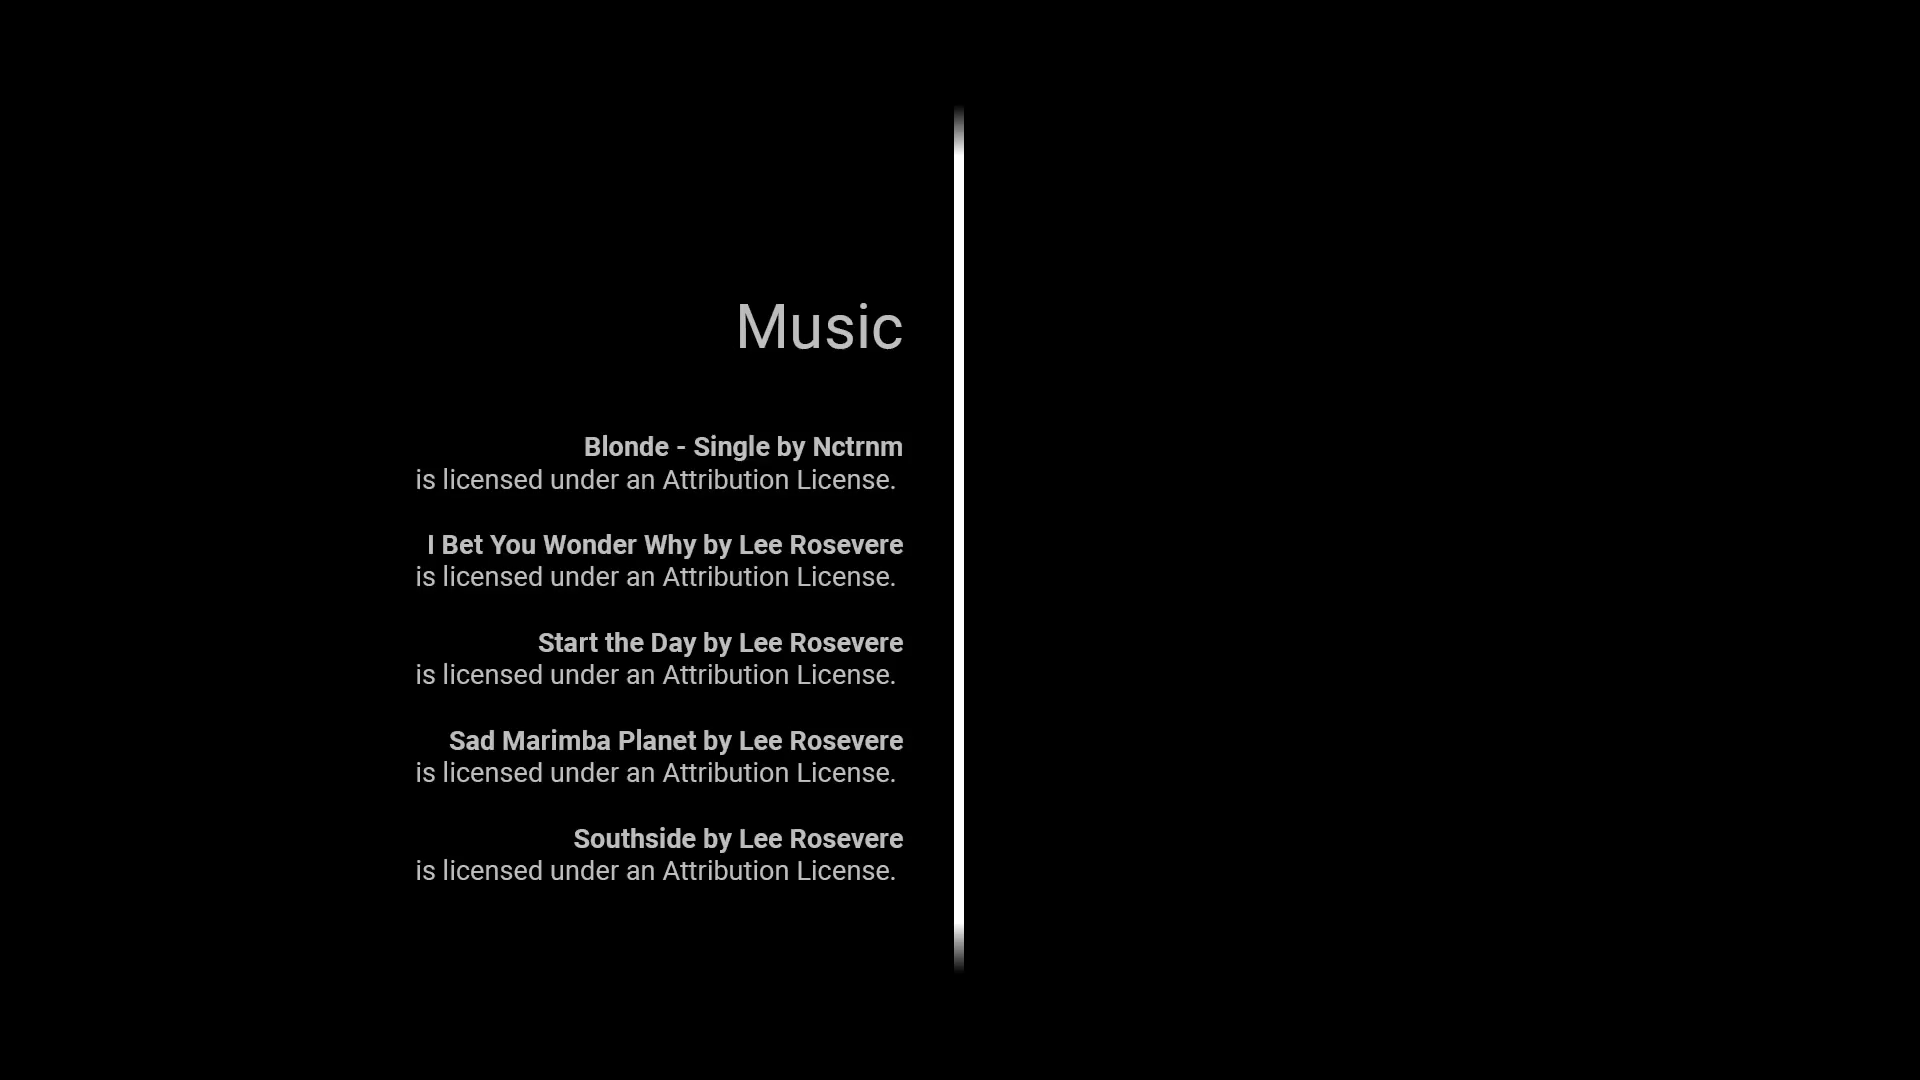 Music
Blonde - Single by Nctrnm
is licensed under an Attribution License.
I Bet You Wonder Why by Lee Rosevere
is licensed under an Attribution License.
Start the Day by Lee Rosevere
is licensed under an Attribution License.
Sad Marimba Planet by Lee Rosevere
is licensed under an Attribution License.
Southside by Lee Rosevere
is licensed under an Attribution License.